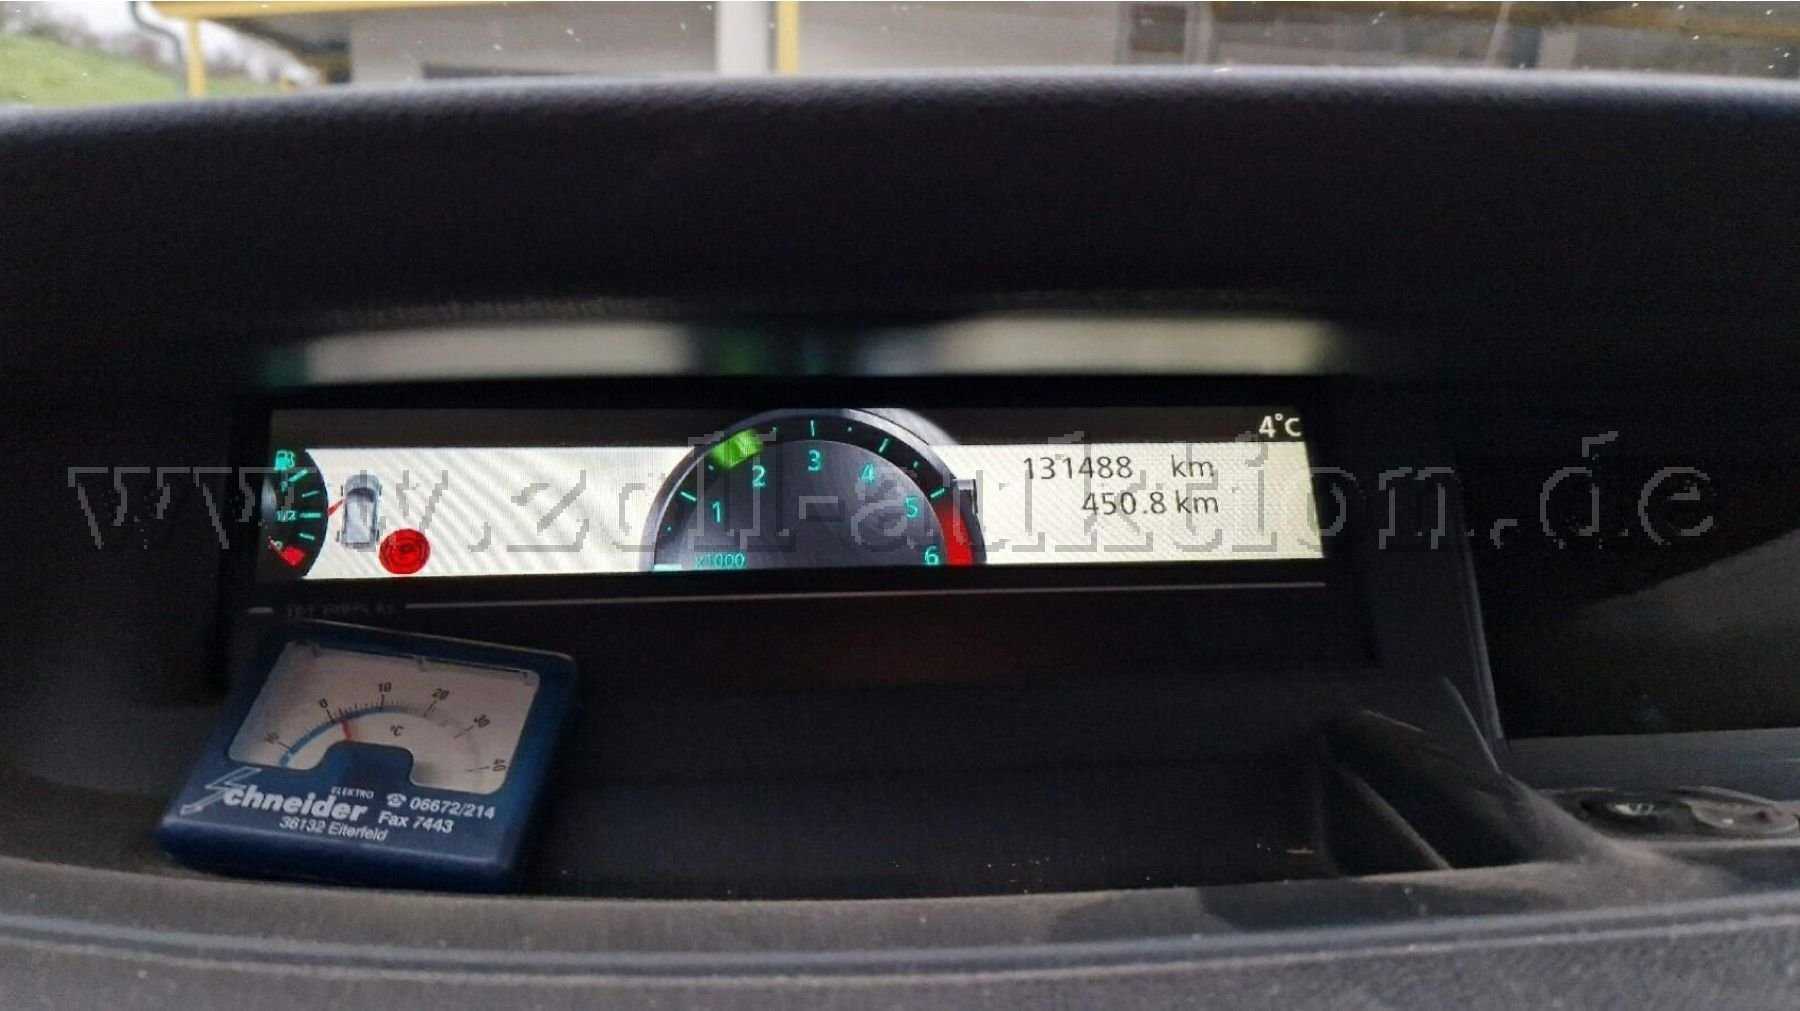 www.zoll-auktion.de
4°C
131488 km
450.8 km
1/2
1
2
3
4
5
6
x1000
10
0
10
20
30
40
°C
ELEKTRO
Schneider ☎ 06672/214
Fax 7443
36132 Eiterfeld